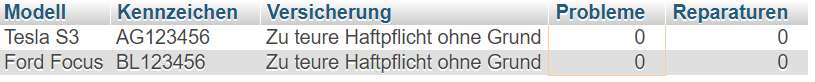 Modell Kennzeichen Versicherung Probleme Reparaturen
Tesla S3 AG123456 Zu teure Haftpflicht ohne Grund 0 0
Ford Focus BL123456 Zu teure Haftpflicht ohne Grund 0 0